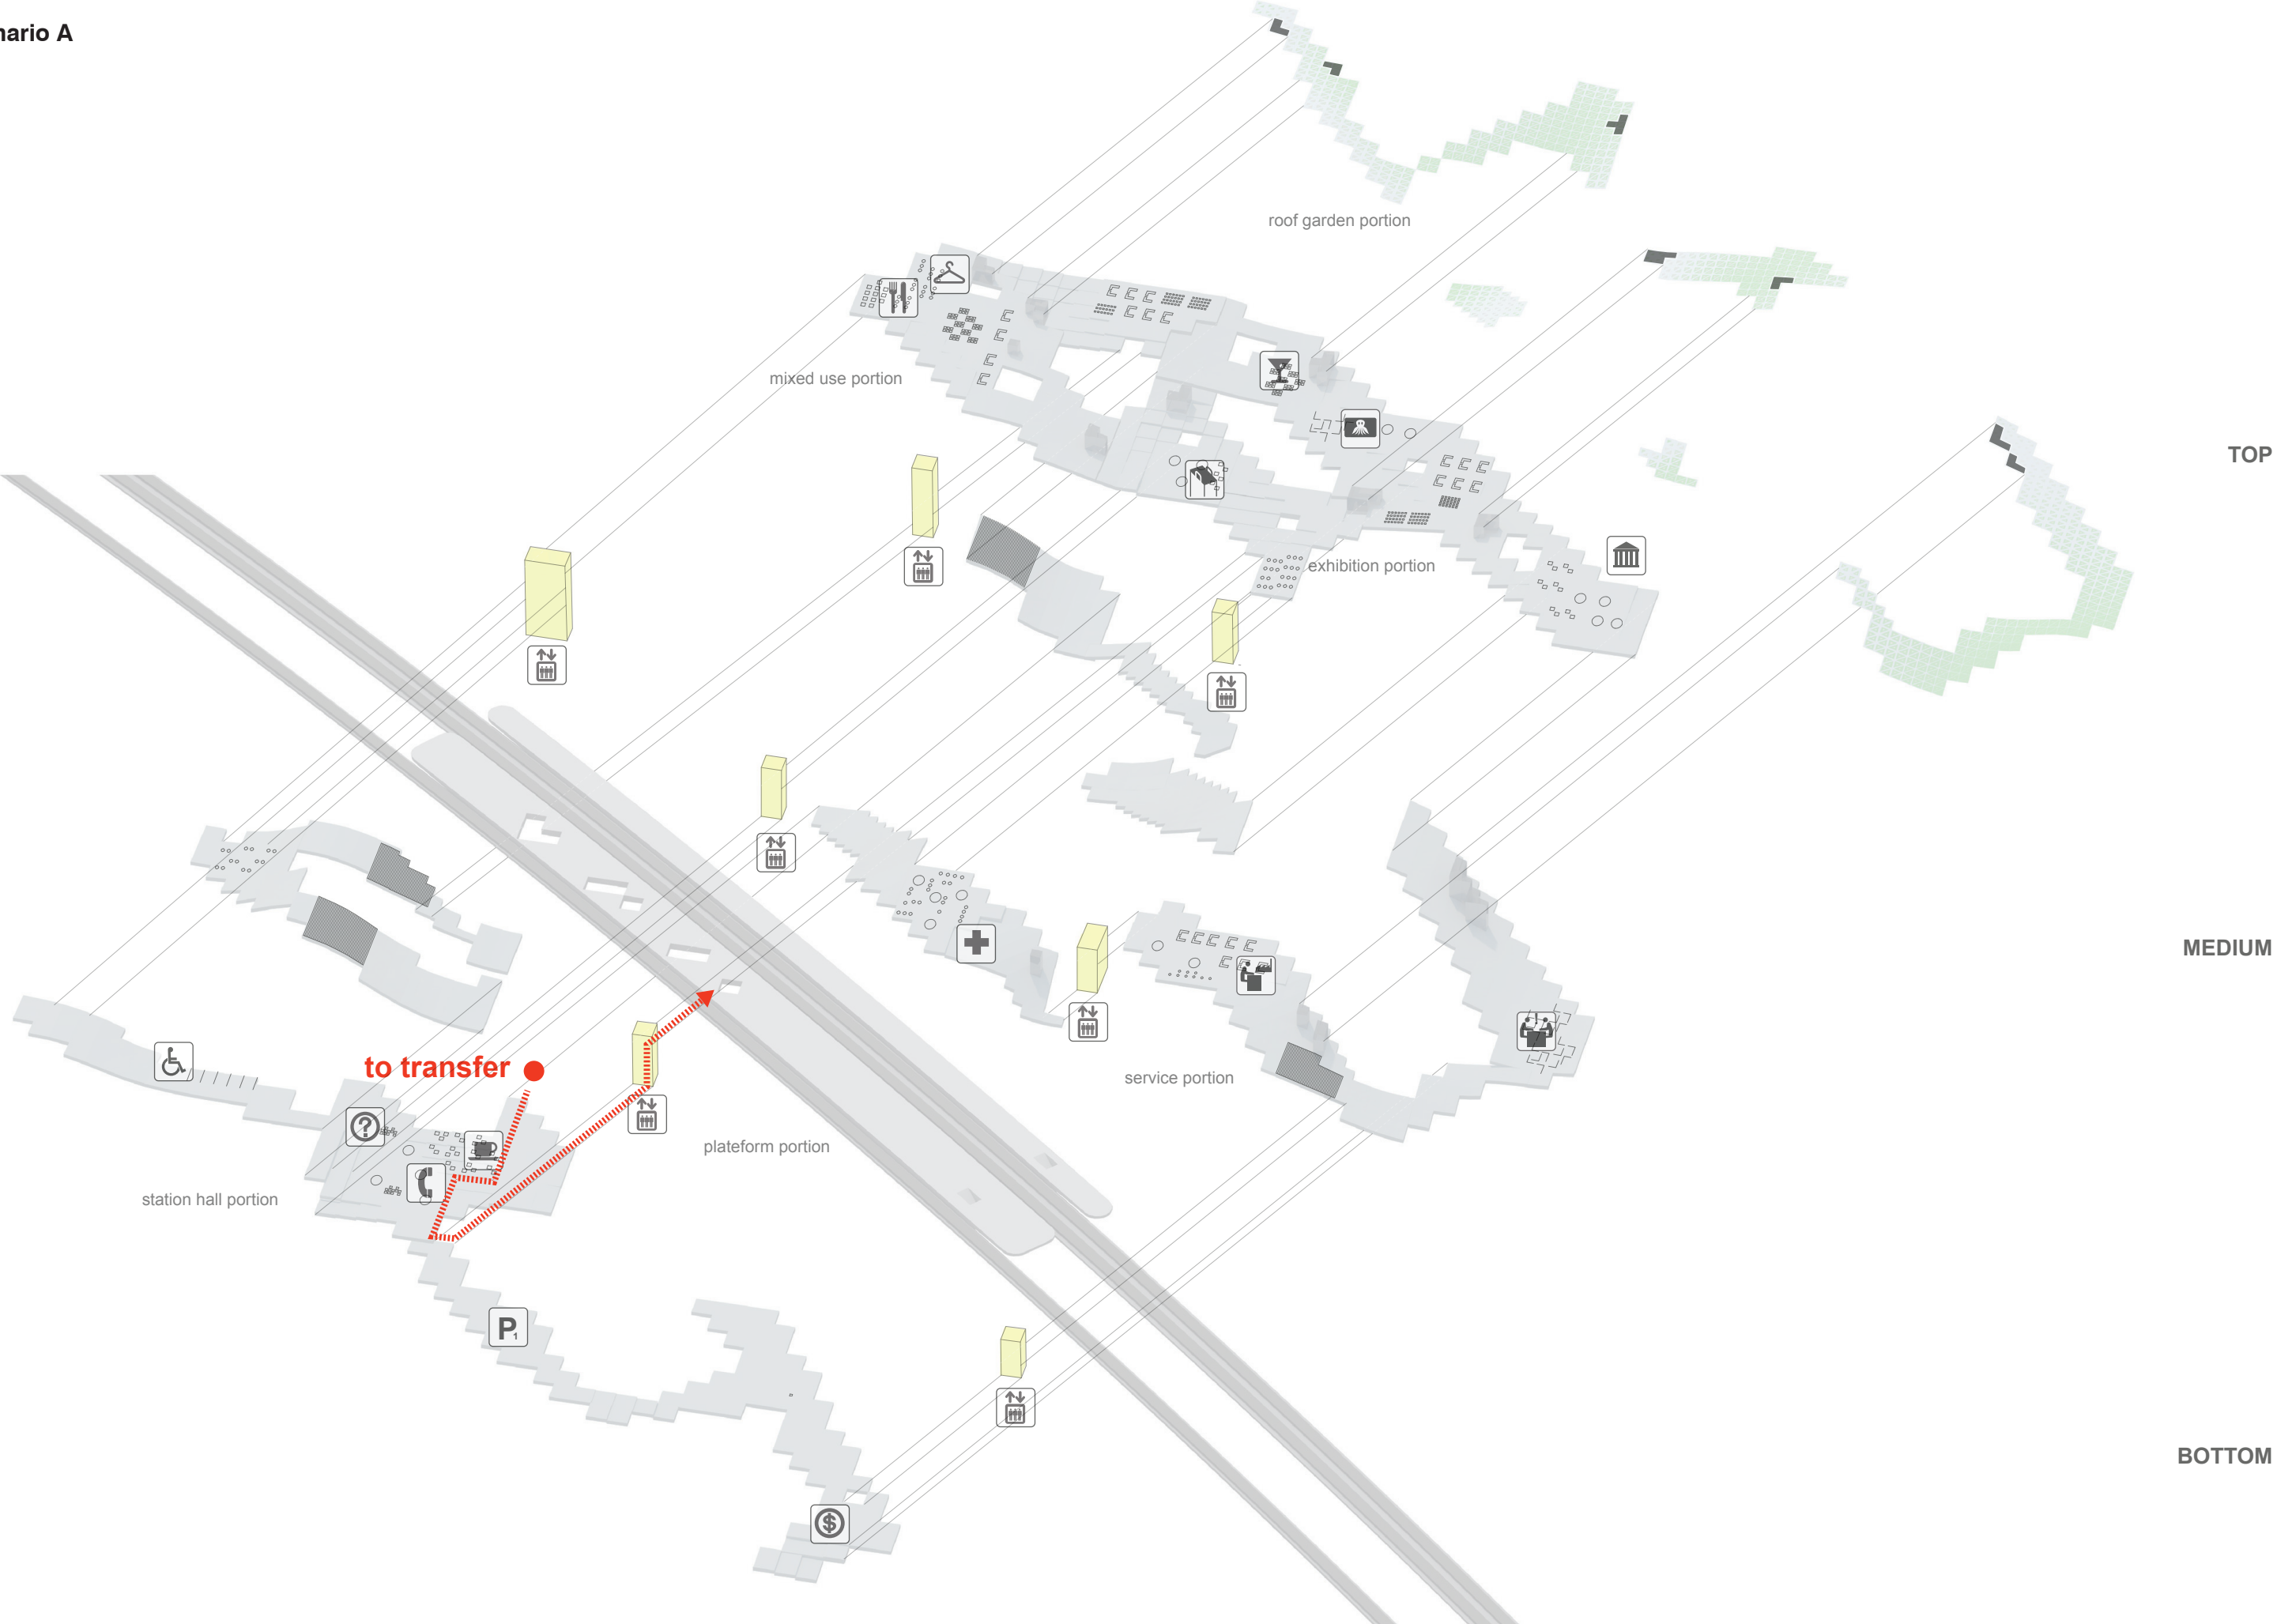 nario A
roof garden portion
mixed use portion
TOP
exhibition portion
MEDIUM
to transfer
service portion
plateform portion
station hall portion
?
P1
BOTTOM
$